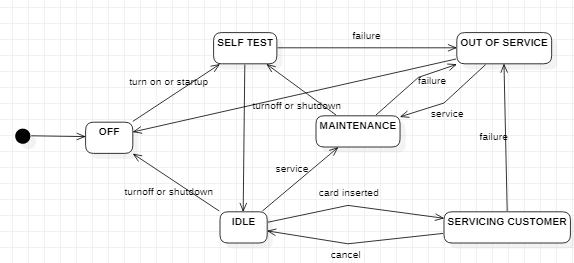 failure
SELF TEST
OUT OF SERVICE
turn on or startup
failure
turnoff or shutdown
service
OFF
MAINTENANCE
failure
service
turnoff or shutdown
card inserted
IDLE
SERVICING CUSTOMER
cancel